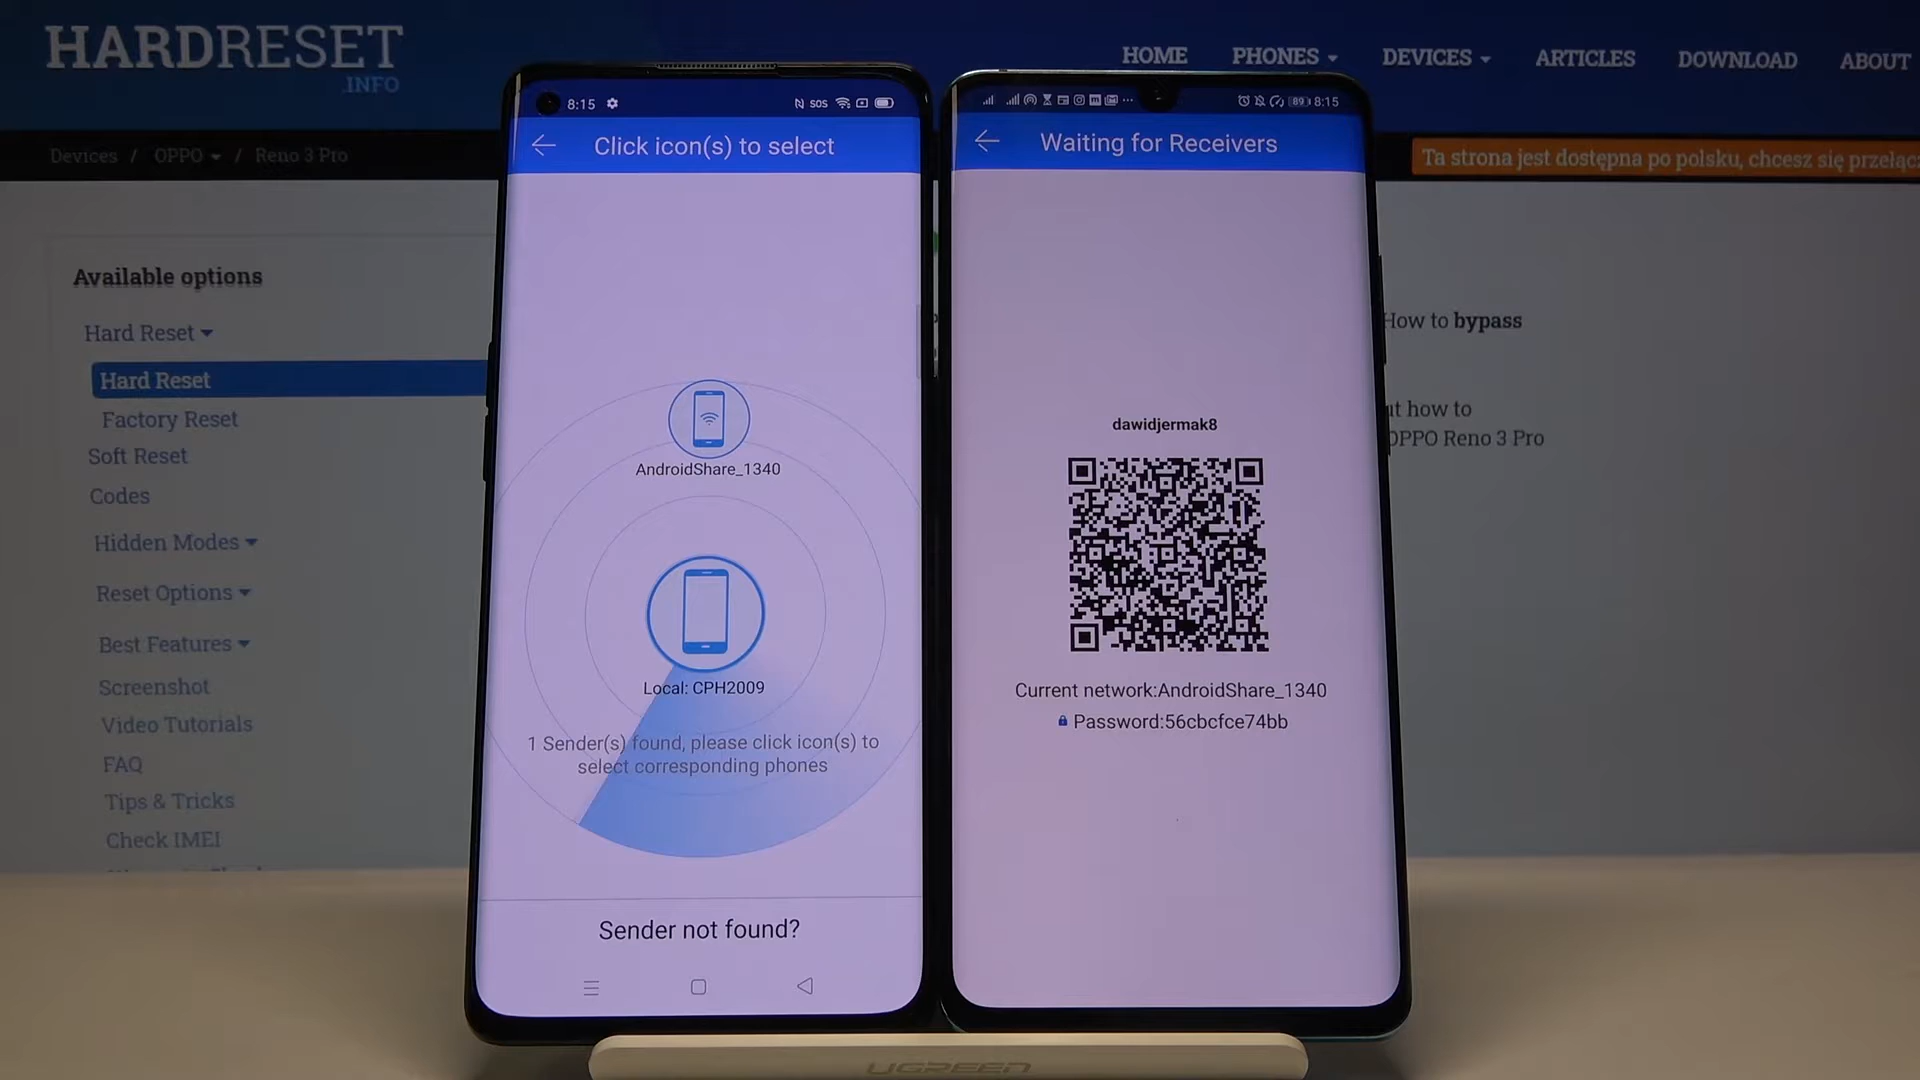 HARDRESET
.INFO
HOME PHONES DEVICES ARTICLES DOWNLOAD ABOUT
Devices / OPPO / Reno 3 Pro
Ta strona jest dostępna po polsku, chcesz się przełąc
Available options
Hard Reset
Hard Reset
Factory Reset
Soft Reset
Codes
Hidden Modes
Reset Options
Best Features
Screenshot
Video Tutorials
FAQ
Tips & Tricks
Check IMEI
8:15 SOS
Click icon(s) to select
AndroidShare_1340
Local: CPH2009
1 Sender(s) found, please click icon(s) to
select corresponding phones
Sender not found?
89 8:15
Waiting for Receivers
dawidjermak8
Current network:AndroidShare_1340
Password:56cbcfce74bb
How to bypass
ut how to
OPPO Reno 3 Pro
UGREEN